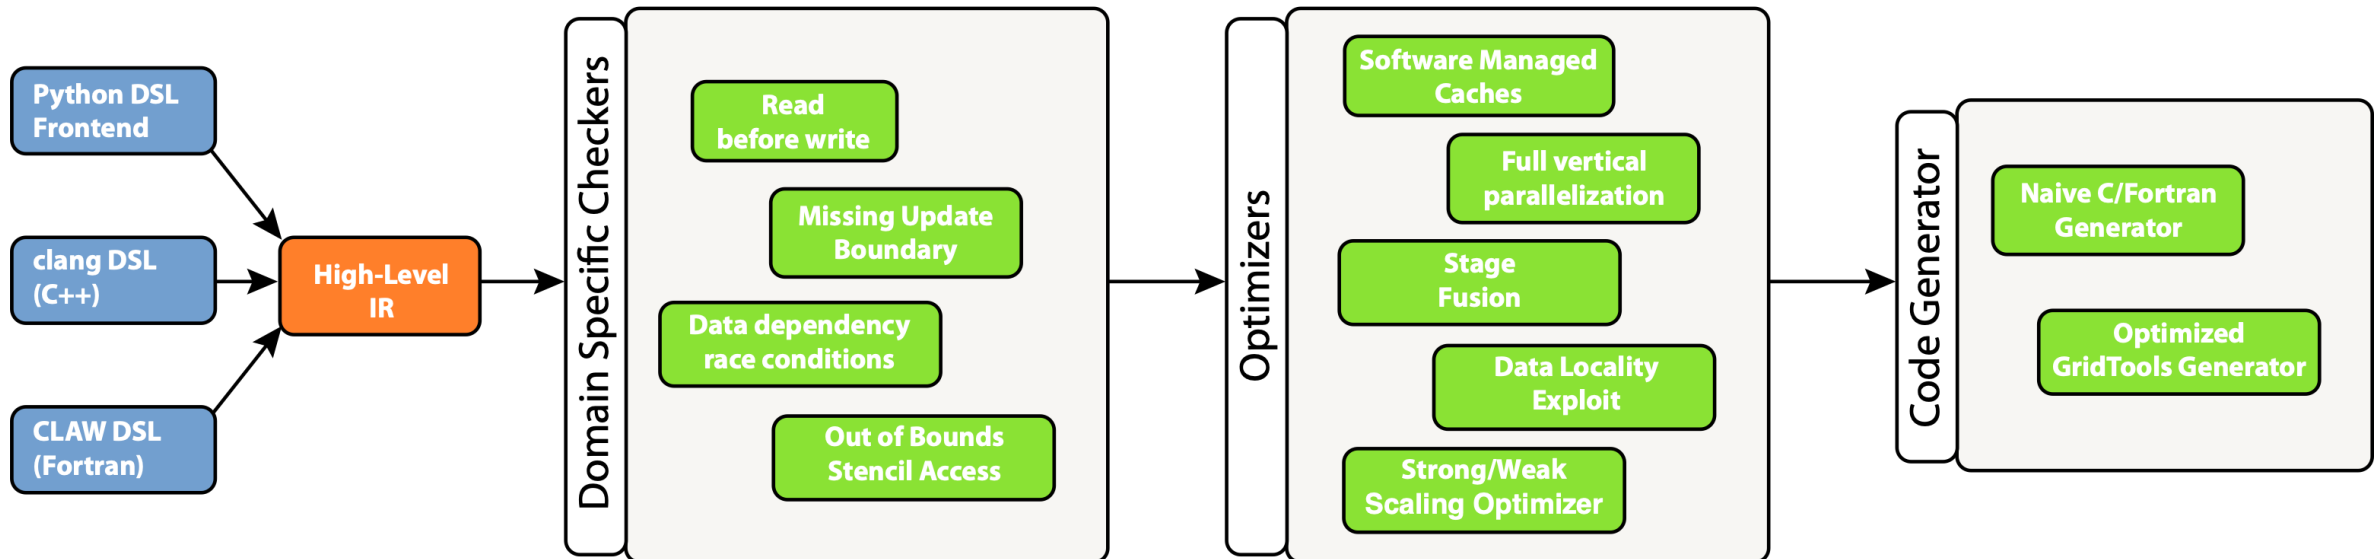 Python DSL
Frontend
clang DSL
(C++)
CLAW DSL
(Fortran)
High-Level
IR
Domain Specific Checkers
Read
before write
Missing Update
Boundary
Data dependency
race conditions
Out of Bounds
Stencil Access
Optimizers
Software Managed
Caches
Full vertical
parallelization
Stage
Fusion
Data Locality
Exploit
Strong/Weak
Scaling Optimizer
Code Generator
Naive C/Fortran
Generator
Optimized
GridTools Generator